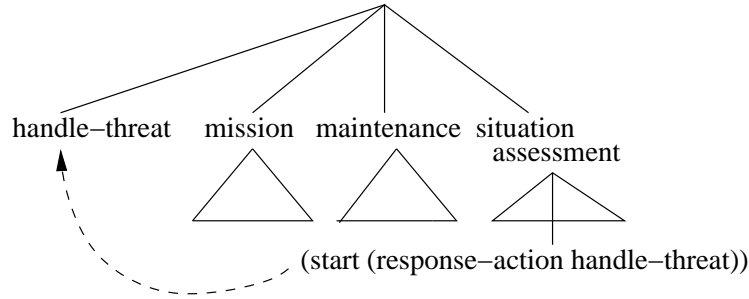 handle−threat mission maintenance situation
assessment
(start (response−action handle−threat))